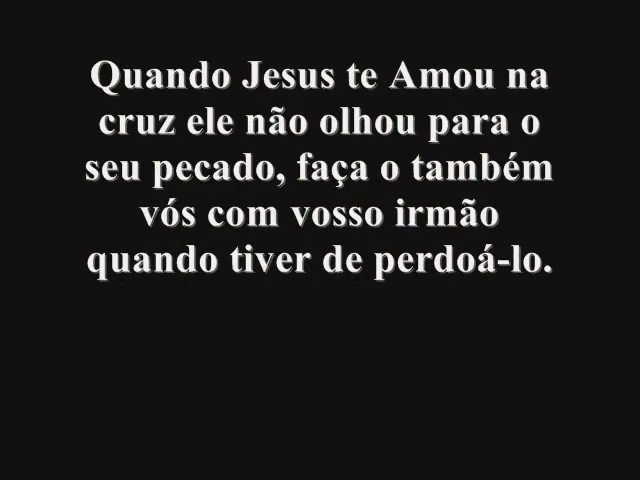 Quando Jesus te Amou na
cruz ele não olhou para o
seu pecado, faça o também
vós com vosso irmão
quando tiver de perdoá-lo.